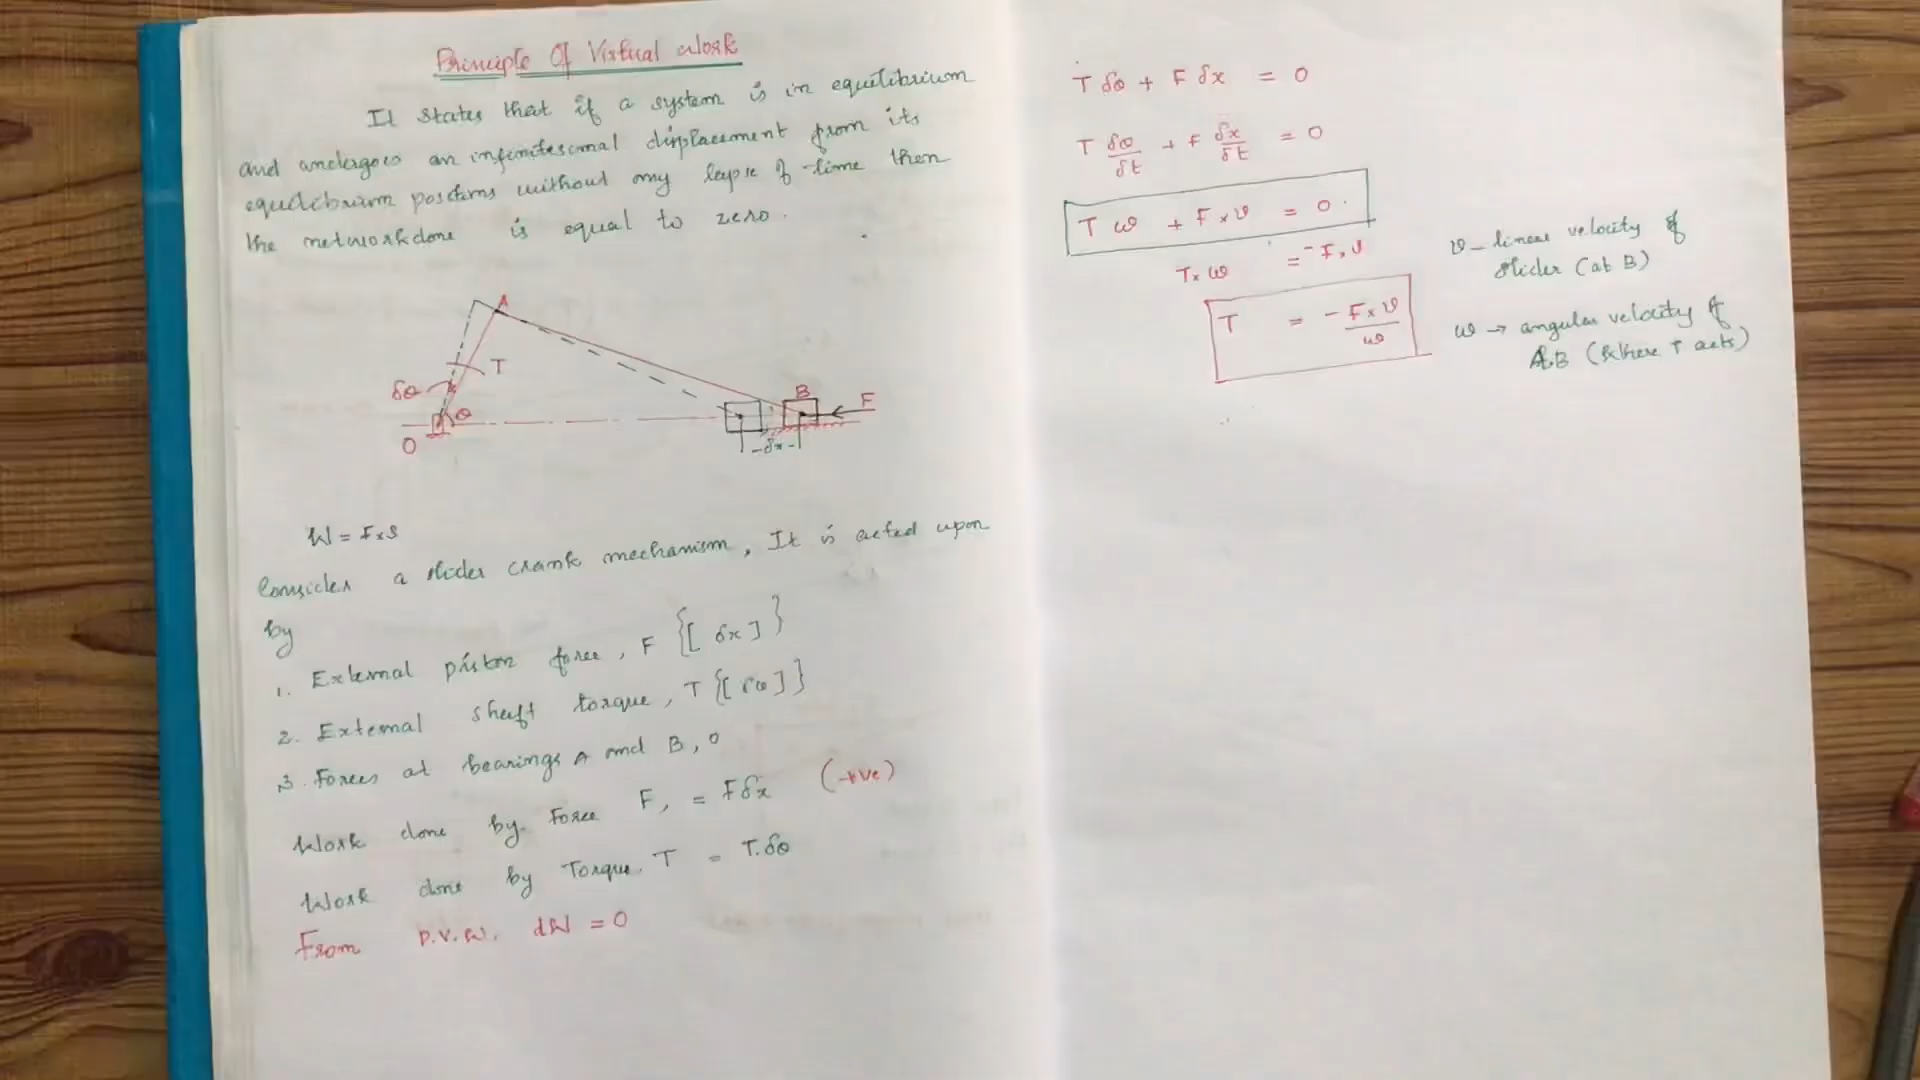 Principle Of Virtual Work
It states that if a system is in equilibrium
and undergoes an infinitesimal displacement from its
equilibrium positions without any lapse of time then
the net workdone is equal to zero.
A
T
δθ
θ
O
B
F
δx
W = F×S
Consider a slider crank mechanism, It is acted upon
by
1. External piston force, F {[δx]}
2. External shaft torque, T {[δθ]}
3. Forces at bearings A and B, O
Work done by Force F, = Fδx (+ve)
Work done by Torque, T = T.δθ
From P.V.W, dW = 0
T δθ + F δx = 0
T δθ/δt + F δx/δt = 0
T ω + F × v = 0.
T× ω = - F × v
T = - F × v / ω
v – linear velocity of
slider (at B)
ω → angular velocity of
AB (where T acts)